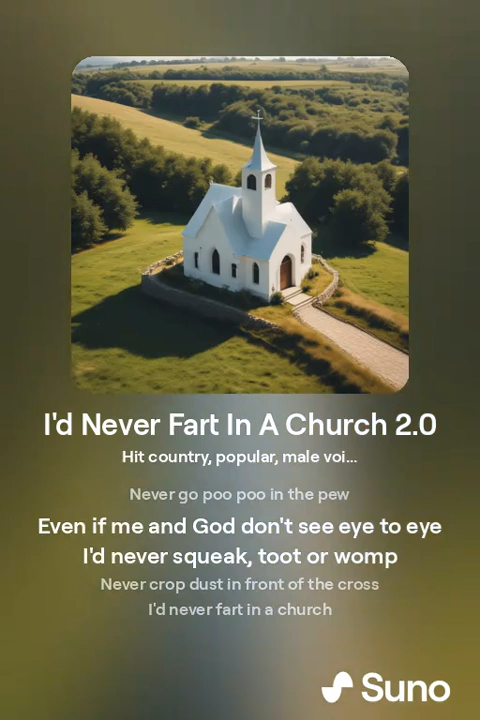 I'd Never Fart In A Church 2.0
Hit country, popular, male voi...
Never go poo poo in the pew
Even if me and God don't see eye to eye
I'd never squeak, toot or womp
Never crop dust in front of the cross
I'd never fart in a church
Suno